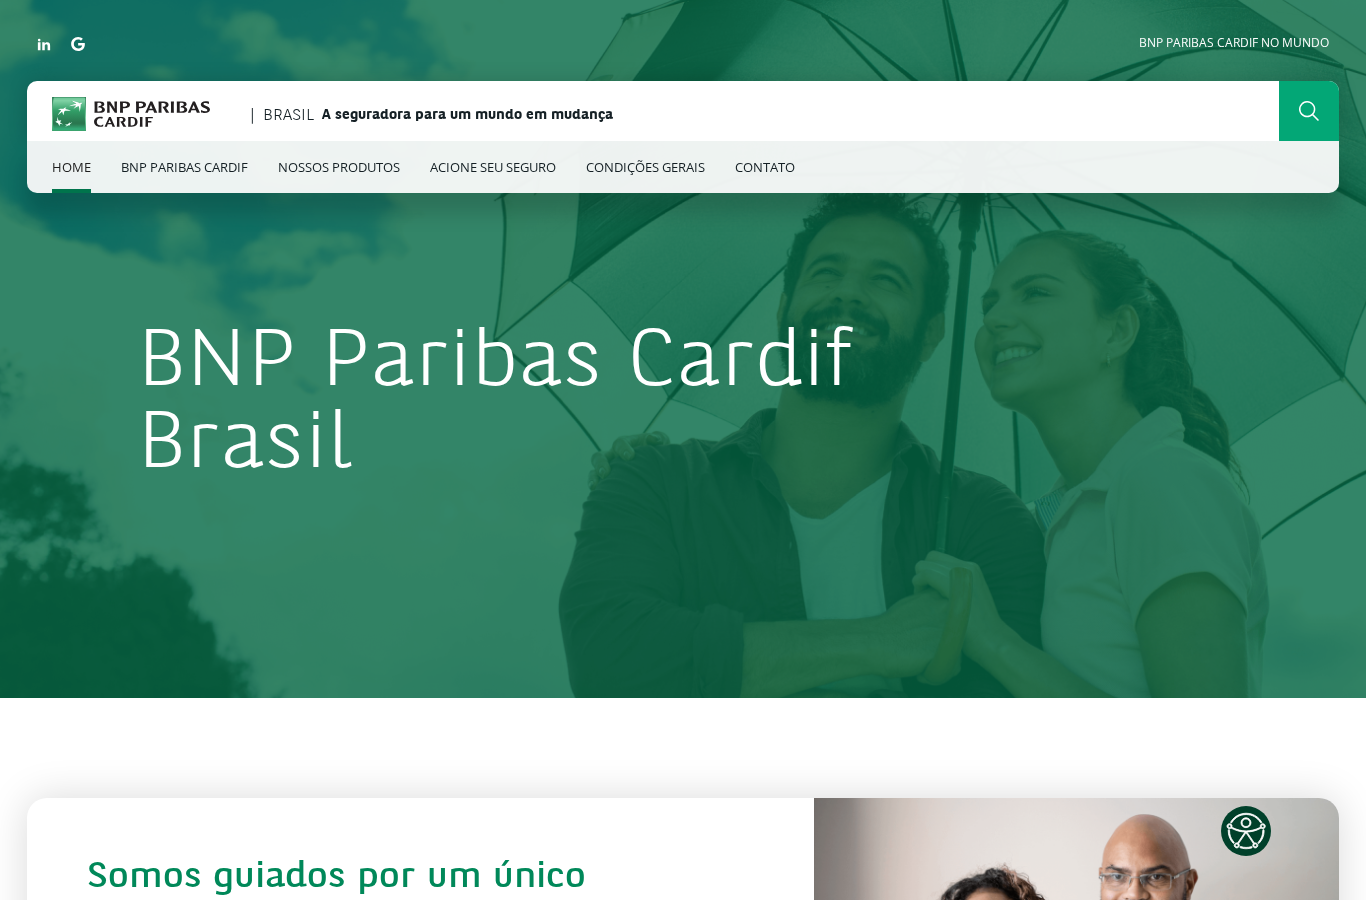 in G
BNP PARIBAS CARDIF NO MUNDO
BNP PARIBAS
CARDIF
| BRASIL A seguradora para um mundo em mudança
HOME BNP PARIBAS CARDIF NOSSOS PRODUTOS ACIONE SEU SEGURO CONDIÇÕES GERAIS CONTATO
BNP Paribas Cardif
Brasil
Somos guiados por um único